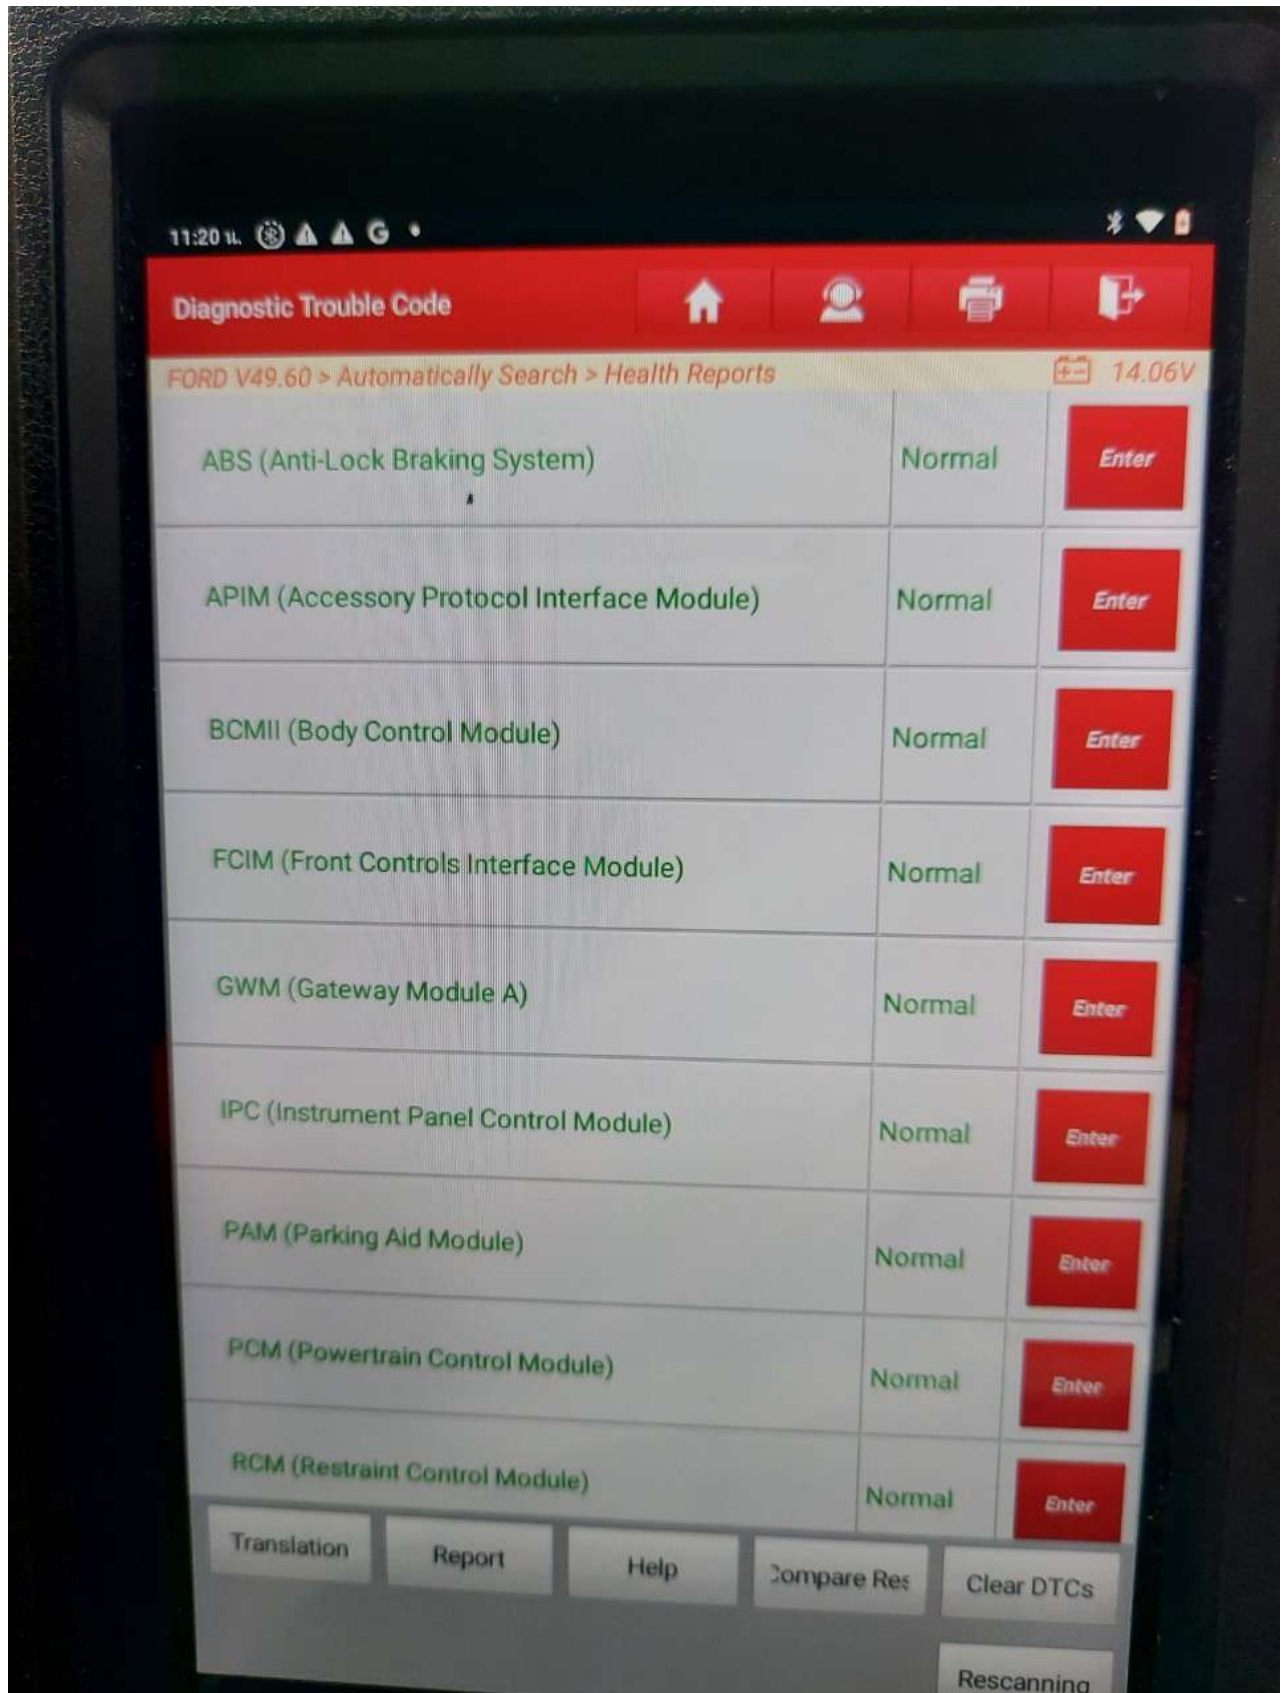 11:20 น.
Diagnostic Trouble Code
FORD V49.60 > Automatically Search > Health Reports 14.06V
ABS (Anti-Lock Braking System) Normal Enter
APIM (Accessory Protocol Interface Module) Normal Enter
BCMII (Body Control Module) Normal Enter
FCIM (Front Controls Interface Module) Normal Enter
GWM (Gateway Module A) Normal Enter
IPC (Instrument Panel Control Module) Normal Enter
PAM (Parking Aid Module) Normal Enter
PCM (Powertrain Control Module) Normal Enter
RCM (Restraint Control Module) Normal Enter
Translation Report Help Compare Res Clear DTCs
Rescanning